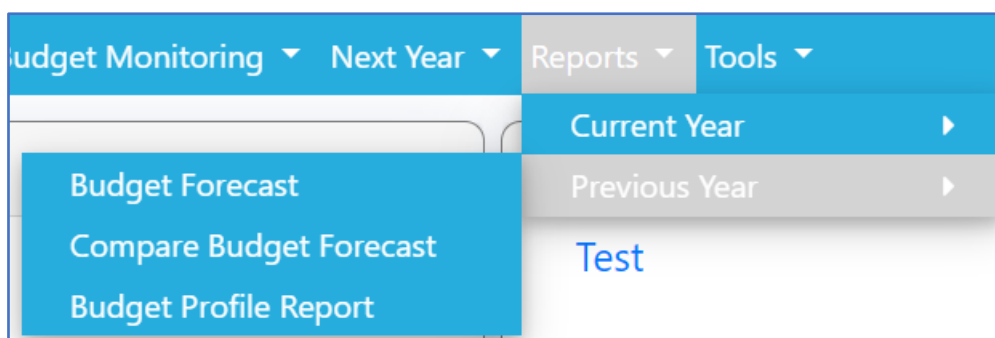 udget Monitoring Next Year Reports Tools
Current Year
Previous Year
Budget Forecast
Compare Budget Forecast
Budget Profile Report
Test